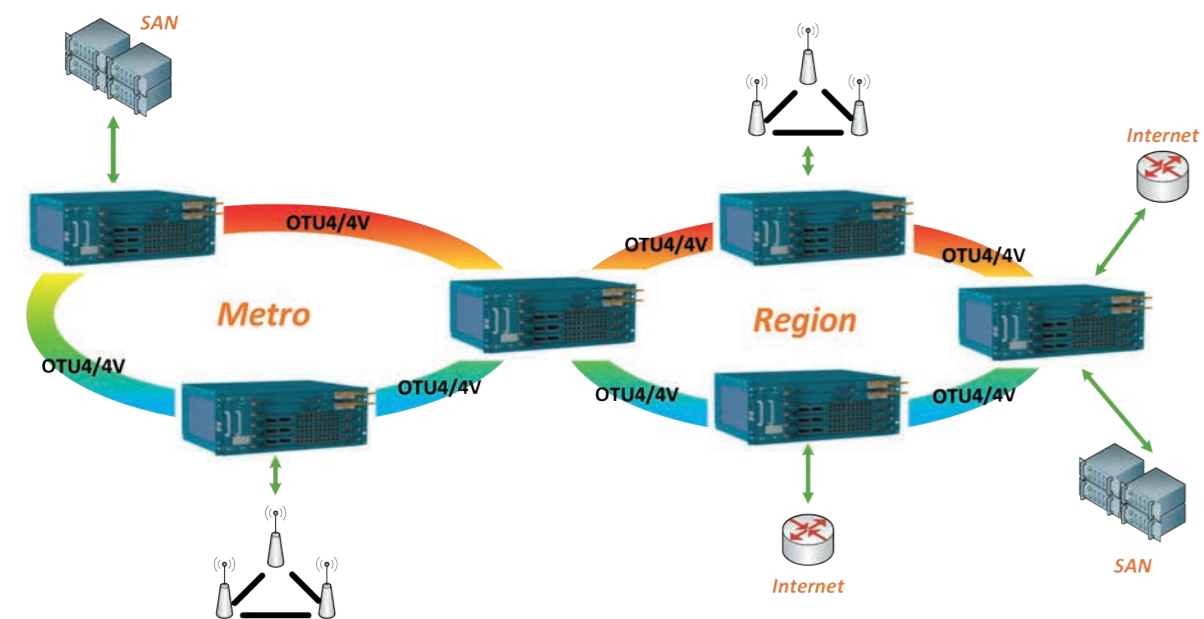 SAN
Internet
OTU4/4V
OTU4/4V
OTU4/4V
Metro
Region
OTU4/4V
OTU4/4V
OTU4/4V
OTU4/4V
SAN
Internet